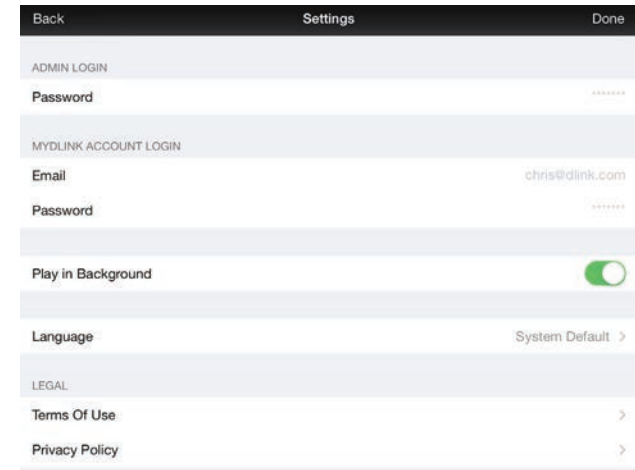 Back Settings Done
ADMIN LOGIN
Password *******
MYDLINK ACCOUNT LOGIN
Email chris@dlink.com
Password *******
Play in Background
Language System Default >
LEGAL
Terms Of Use >
Privacy Policy >